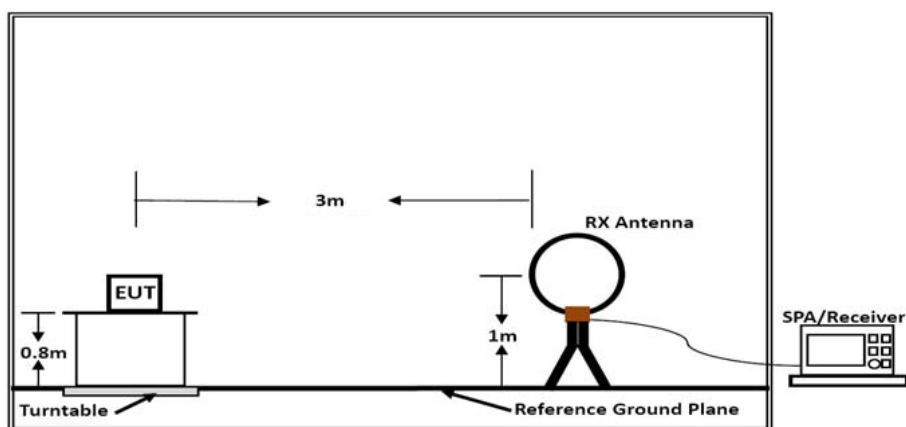 3m
RX Antenna
EUT
SPA/Receiver
0.8m
1m
Turntable
Reference Ground Plane